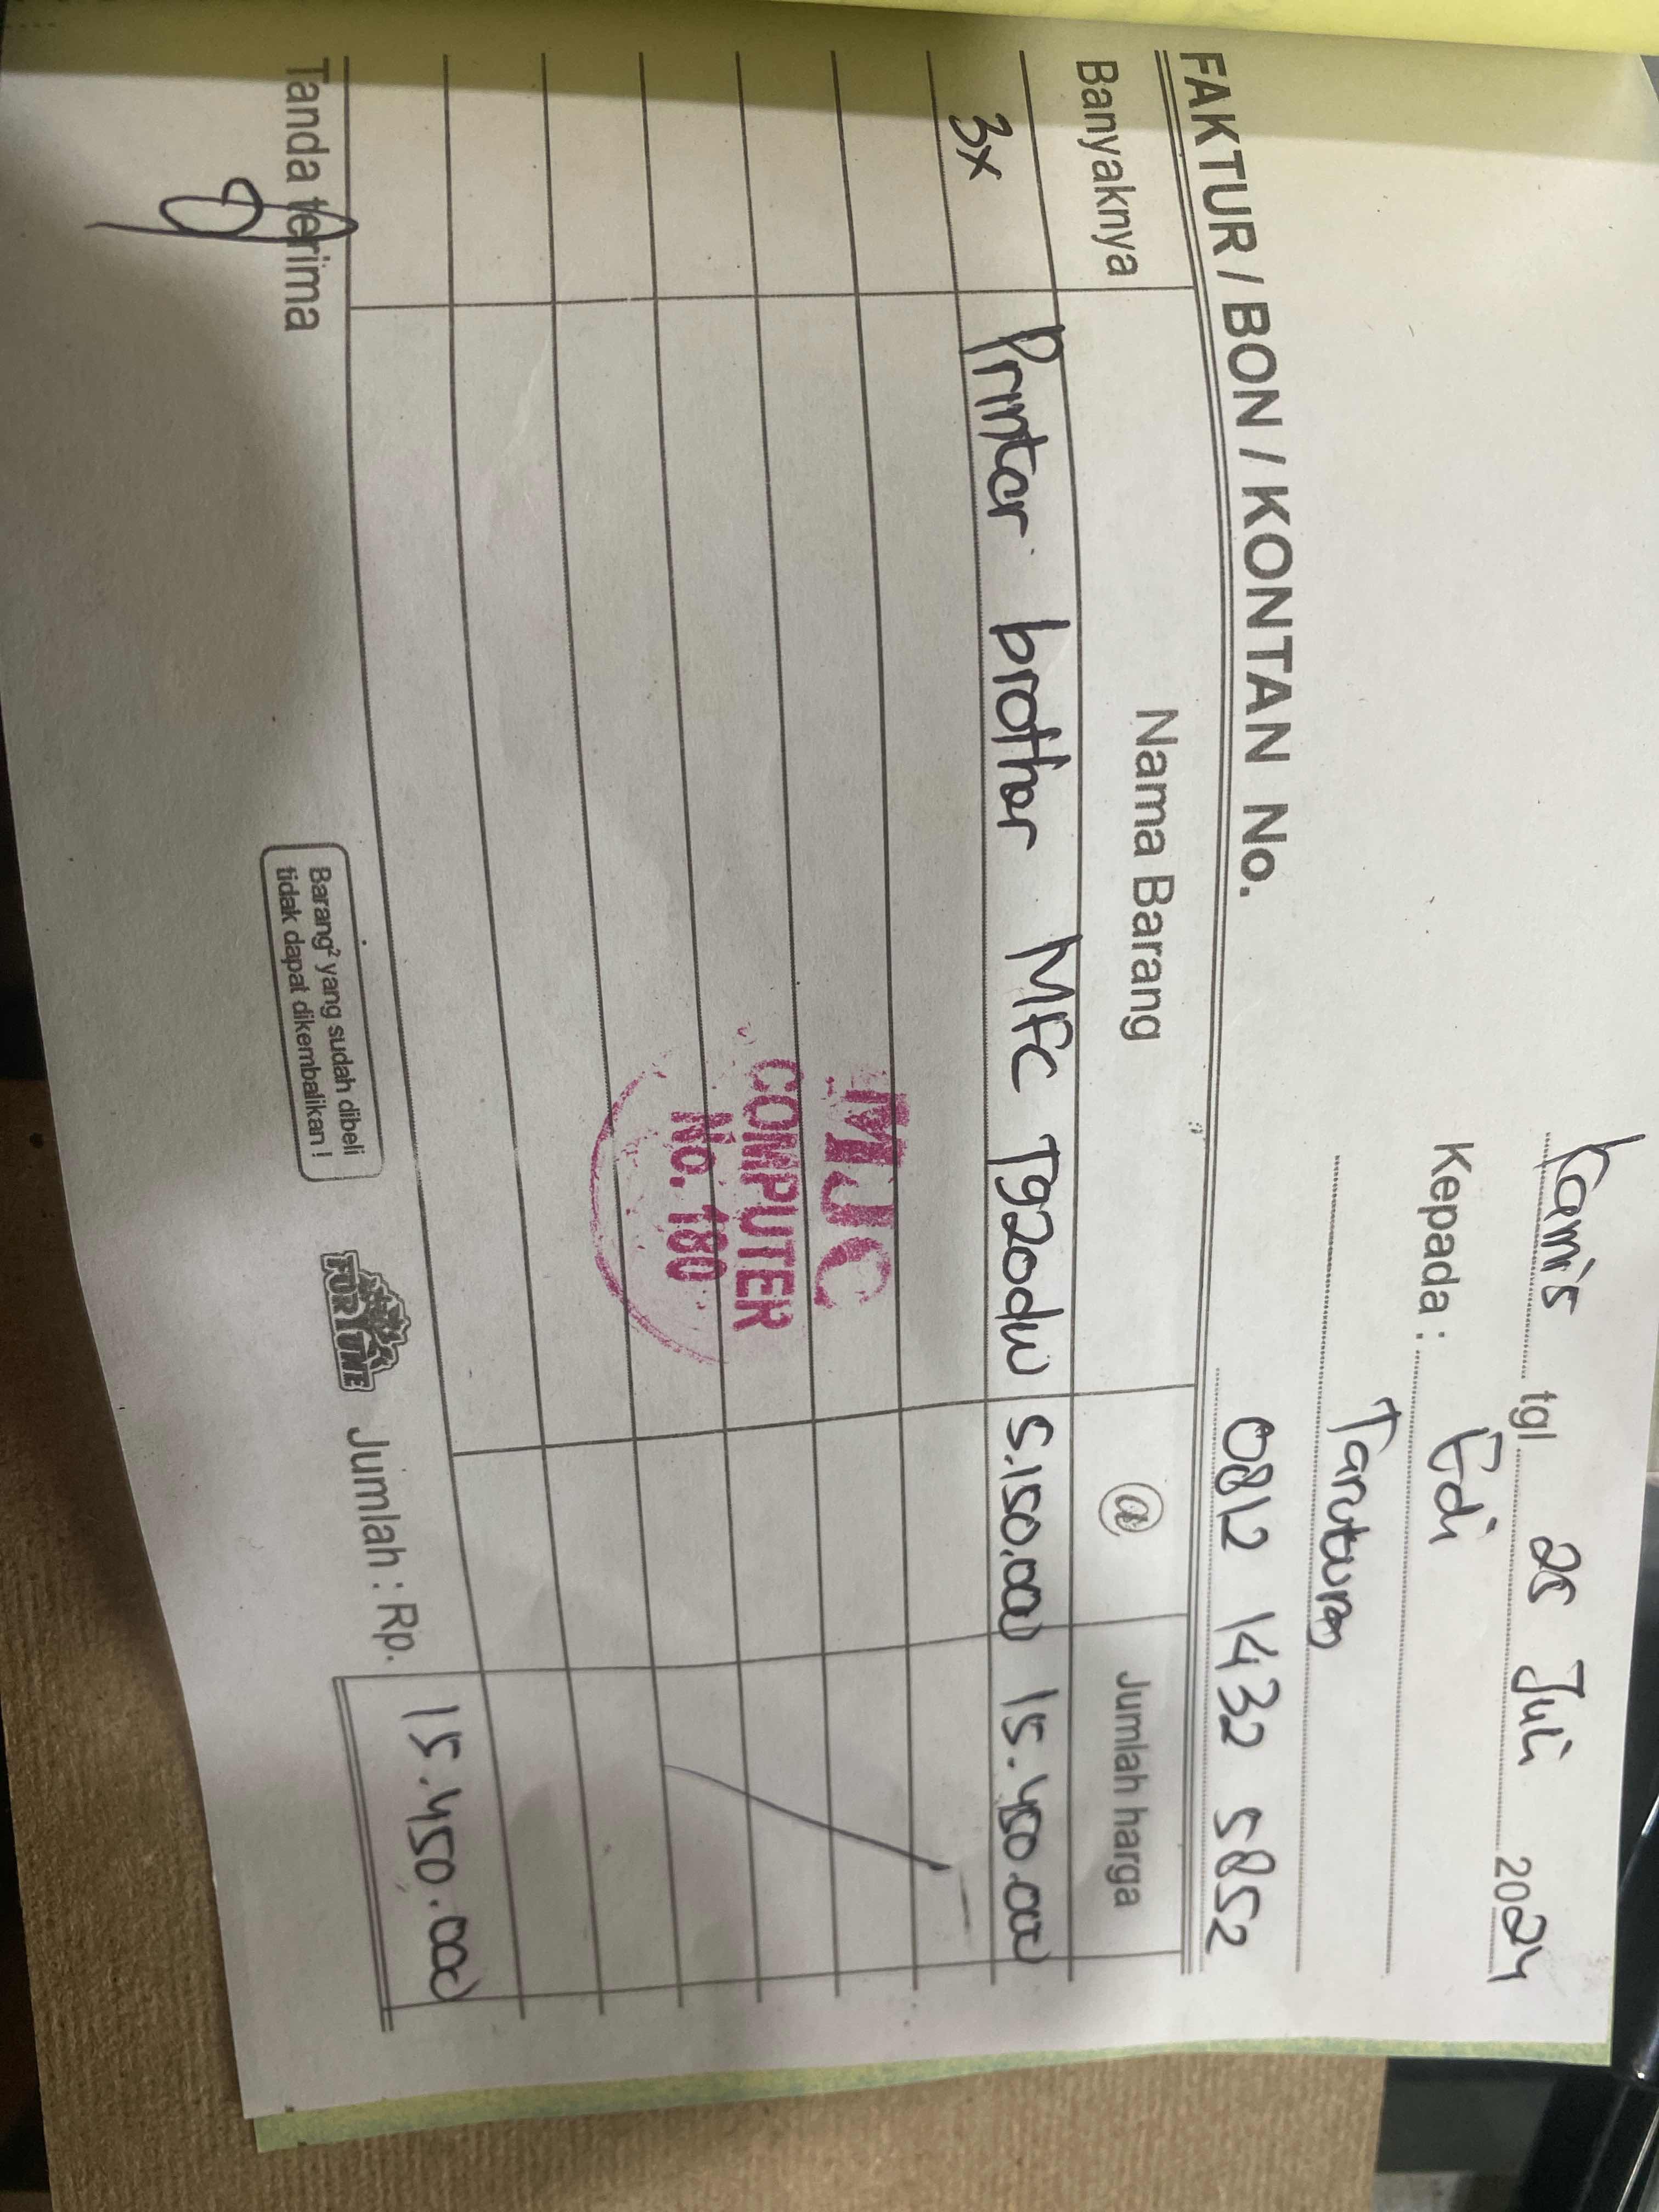 Kamis tgl. 25 Juli 2024
Kepada : Edi
Tarutung
0812 1432 5852
FAKTUR / BON / KONTAN No.
Banyaknya Nama Barang @ Jumlah harga
3x Printer brother MFC T920dw 5.150.000 15.450.000
MJC
COMPUTER
No. 180
Tanda terima
Barang² yang sudah dibeli
tidak dapat dikembalikan !
FORTUNE
Jumlah : Rp. 15.450.000